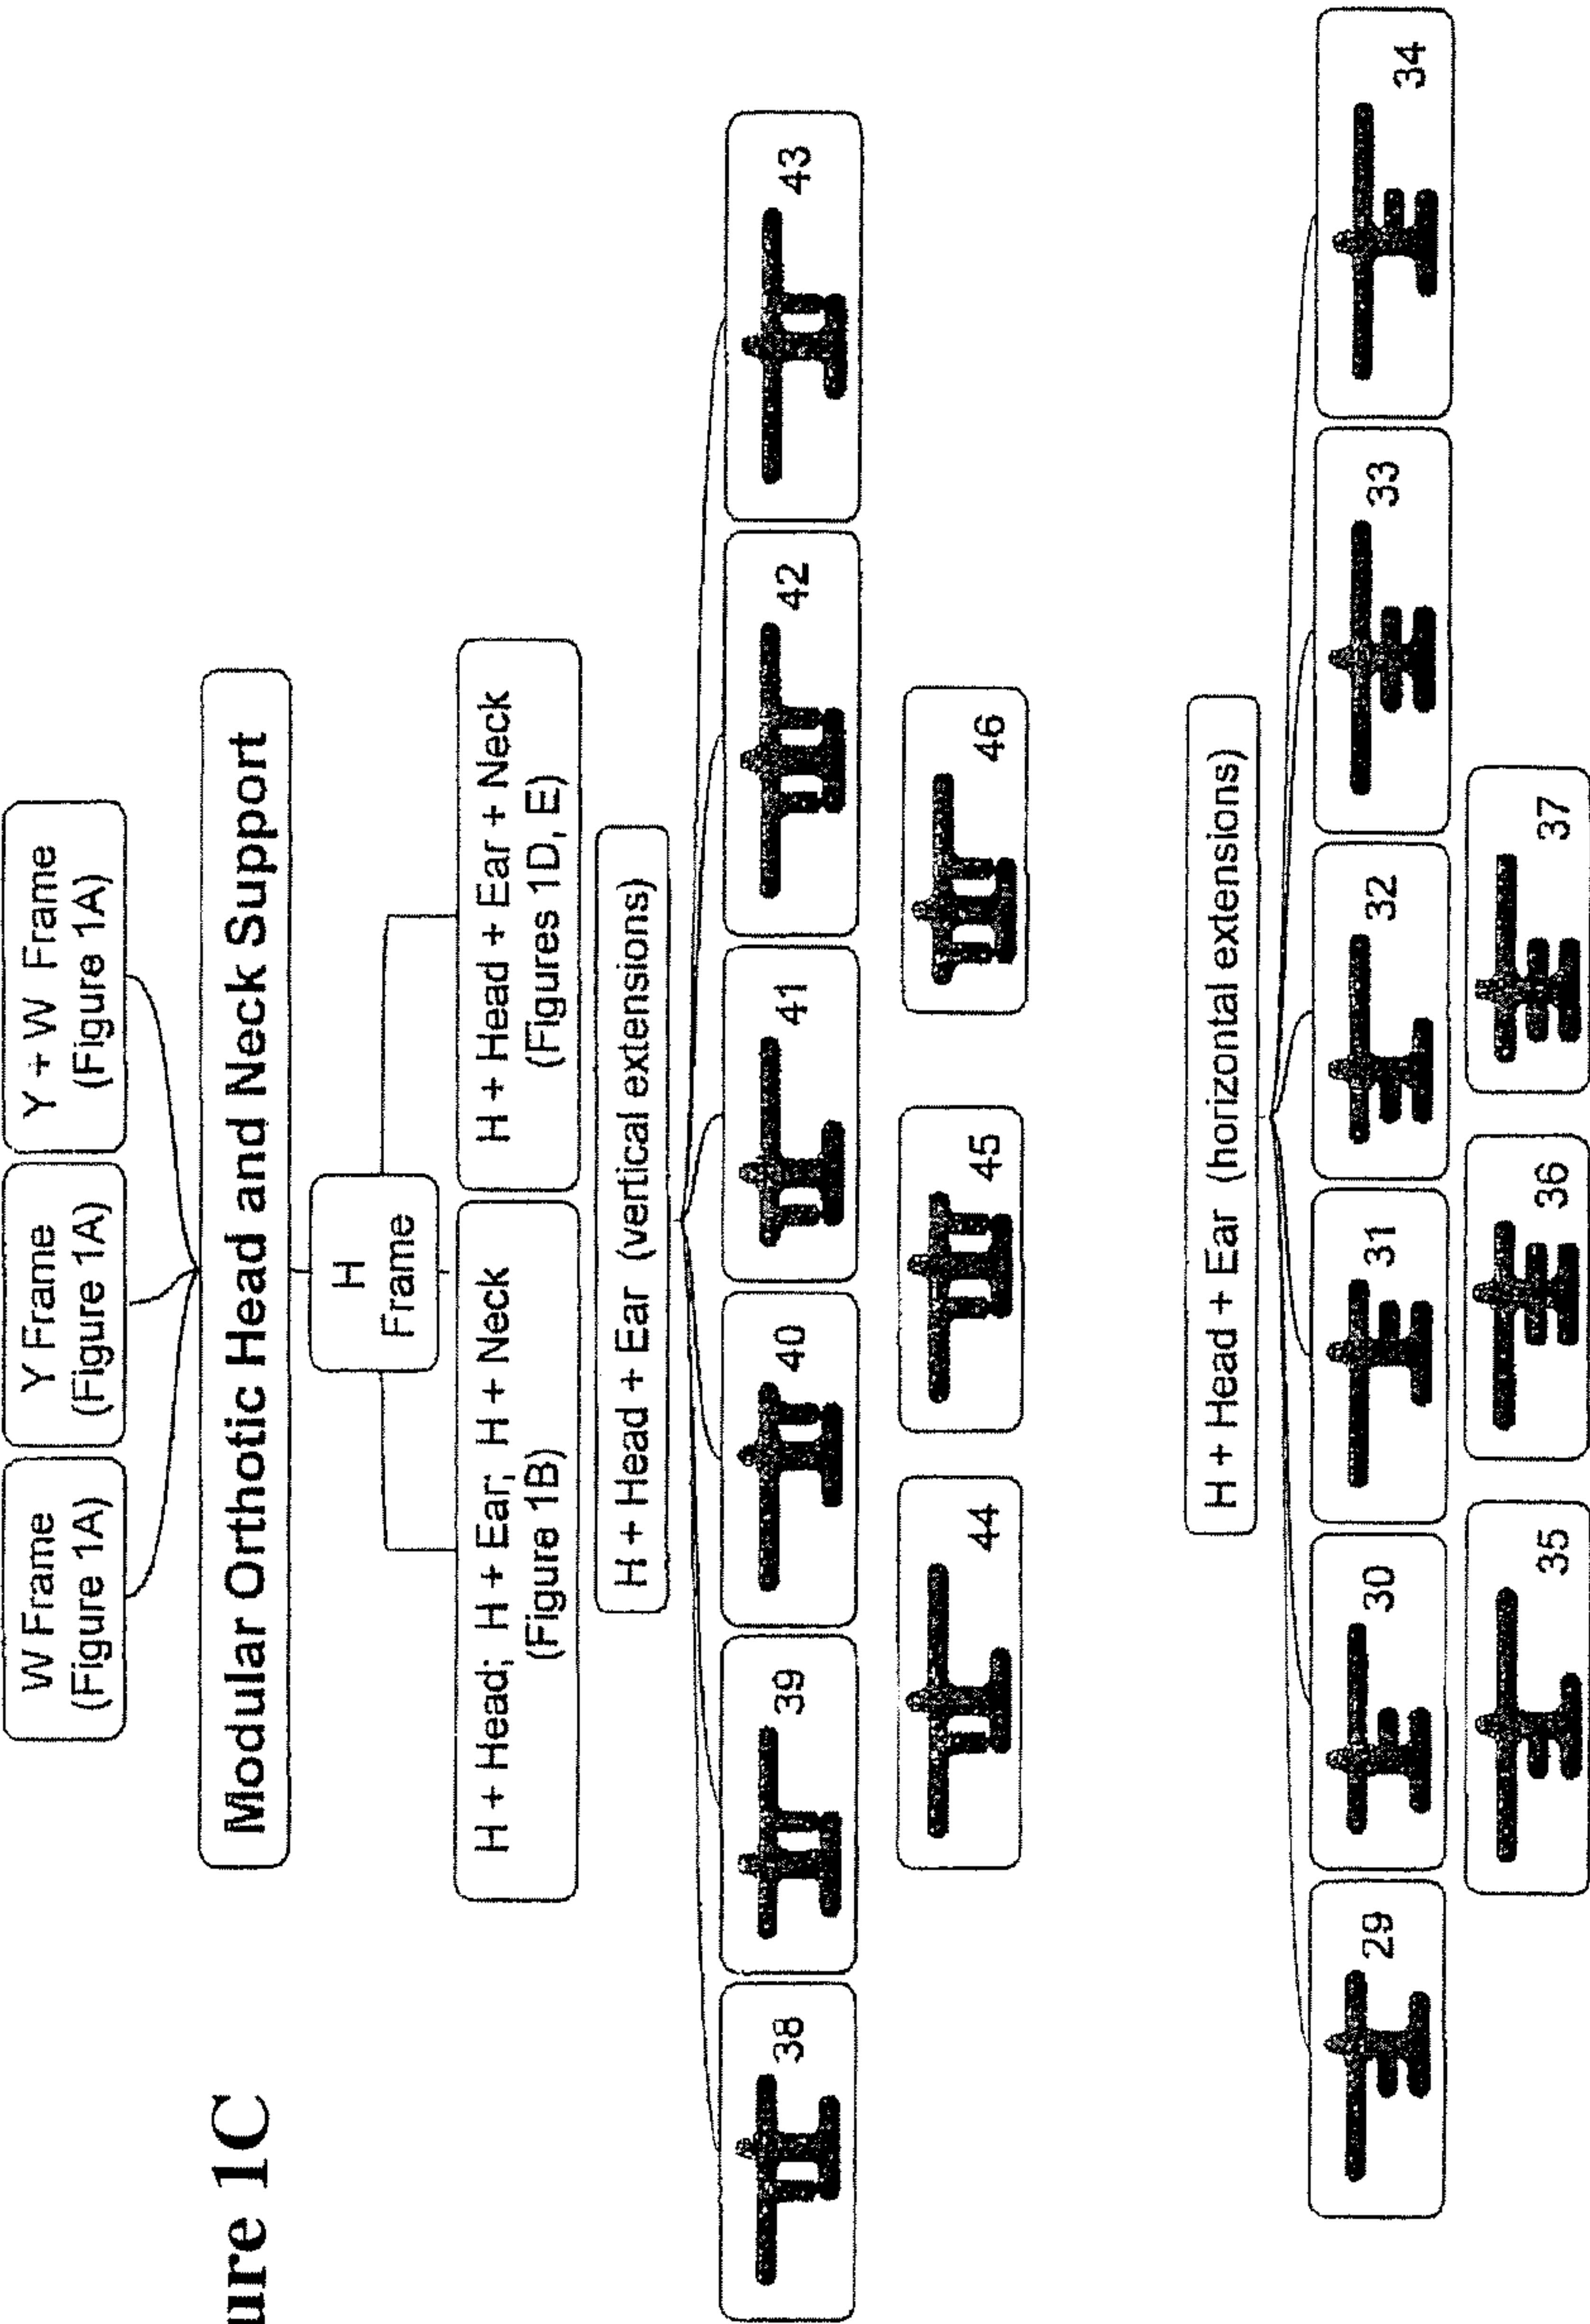 ure 1C
W Frame
(Figure 1A)
Y Frame
(Figure 1A)
Y + W Frame
(Figure 1A)
Modular Orthotic Head and Neck Support
H
Frame
H + Head; H + Ear; H + Neck
(Figure 1B)
H + Head + Ear + Neck
(Figures 1D, E)
H + Head + Ear (vertical extensions)
38
39
40
41
42
43
44
45
46
H + Head + Ear (horizontal extensions)
29
30
31
32
33
34
35
36
37